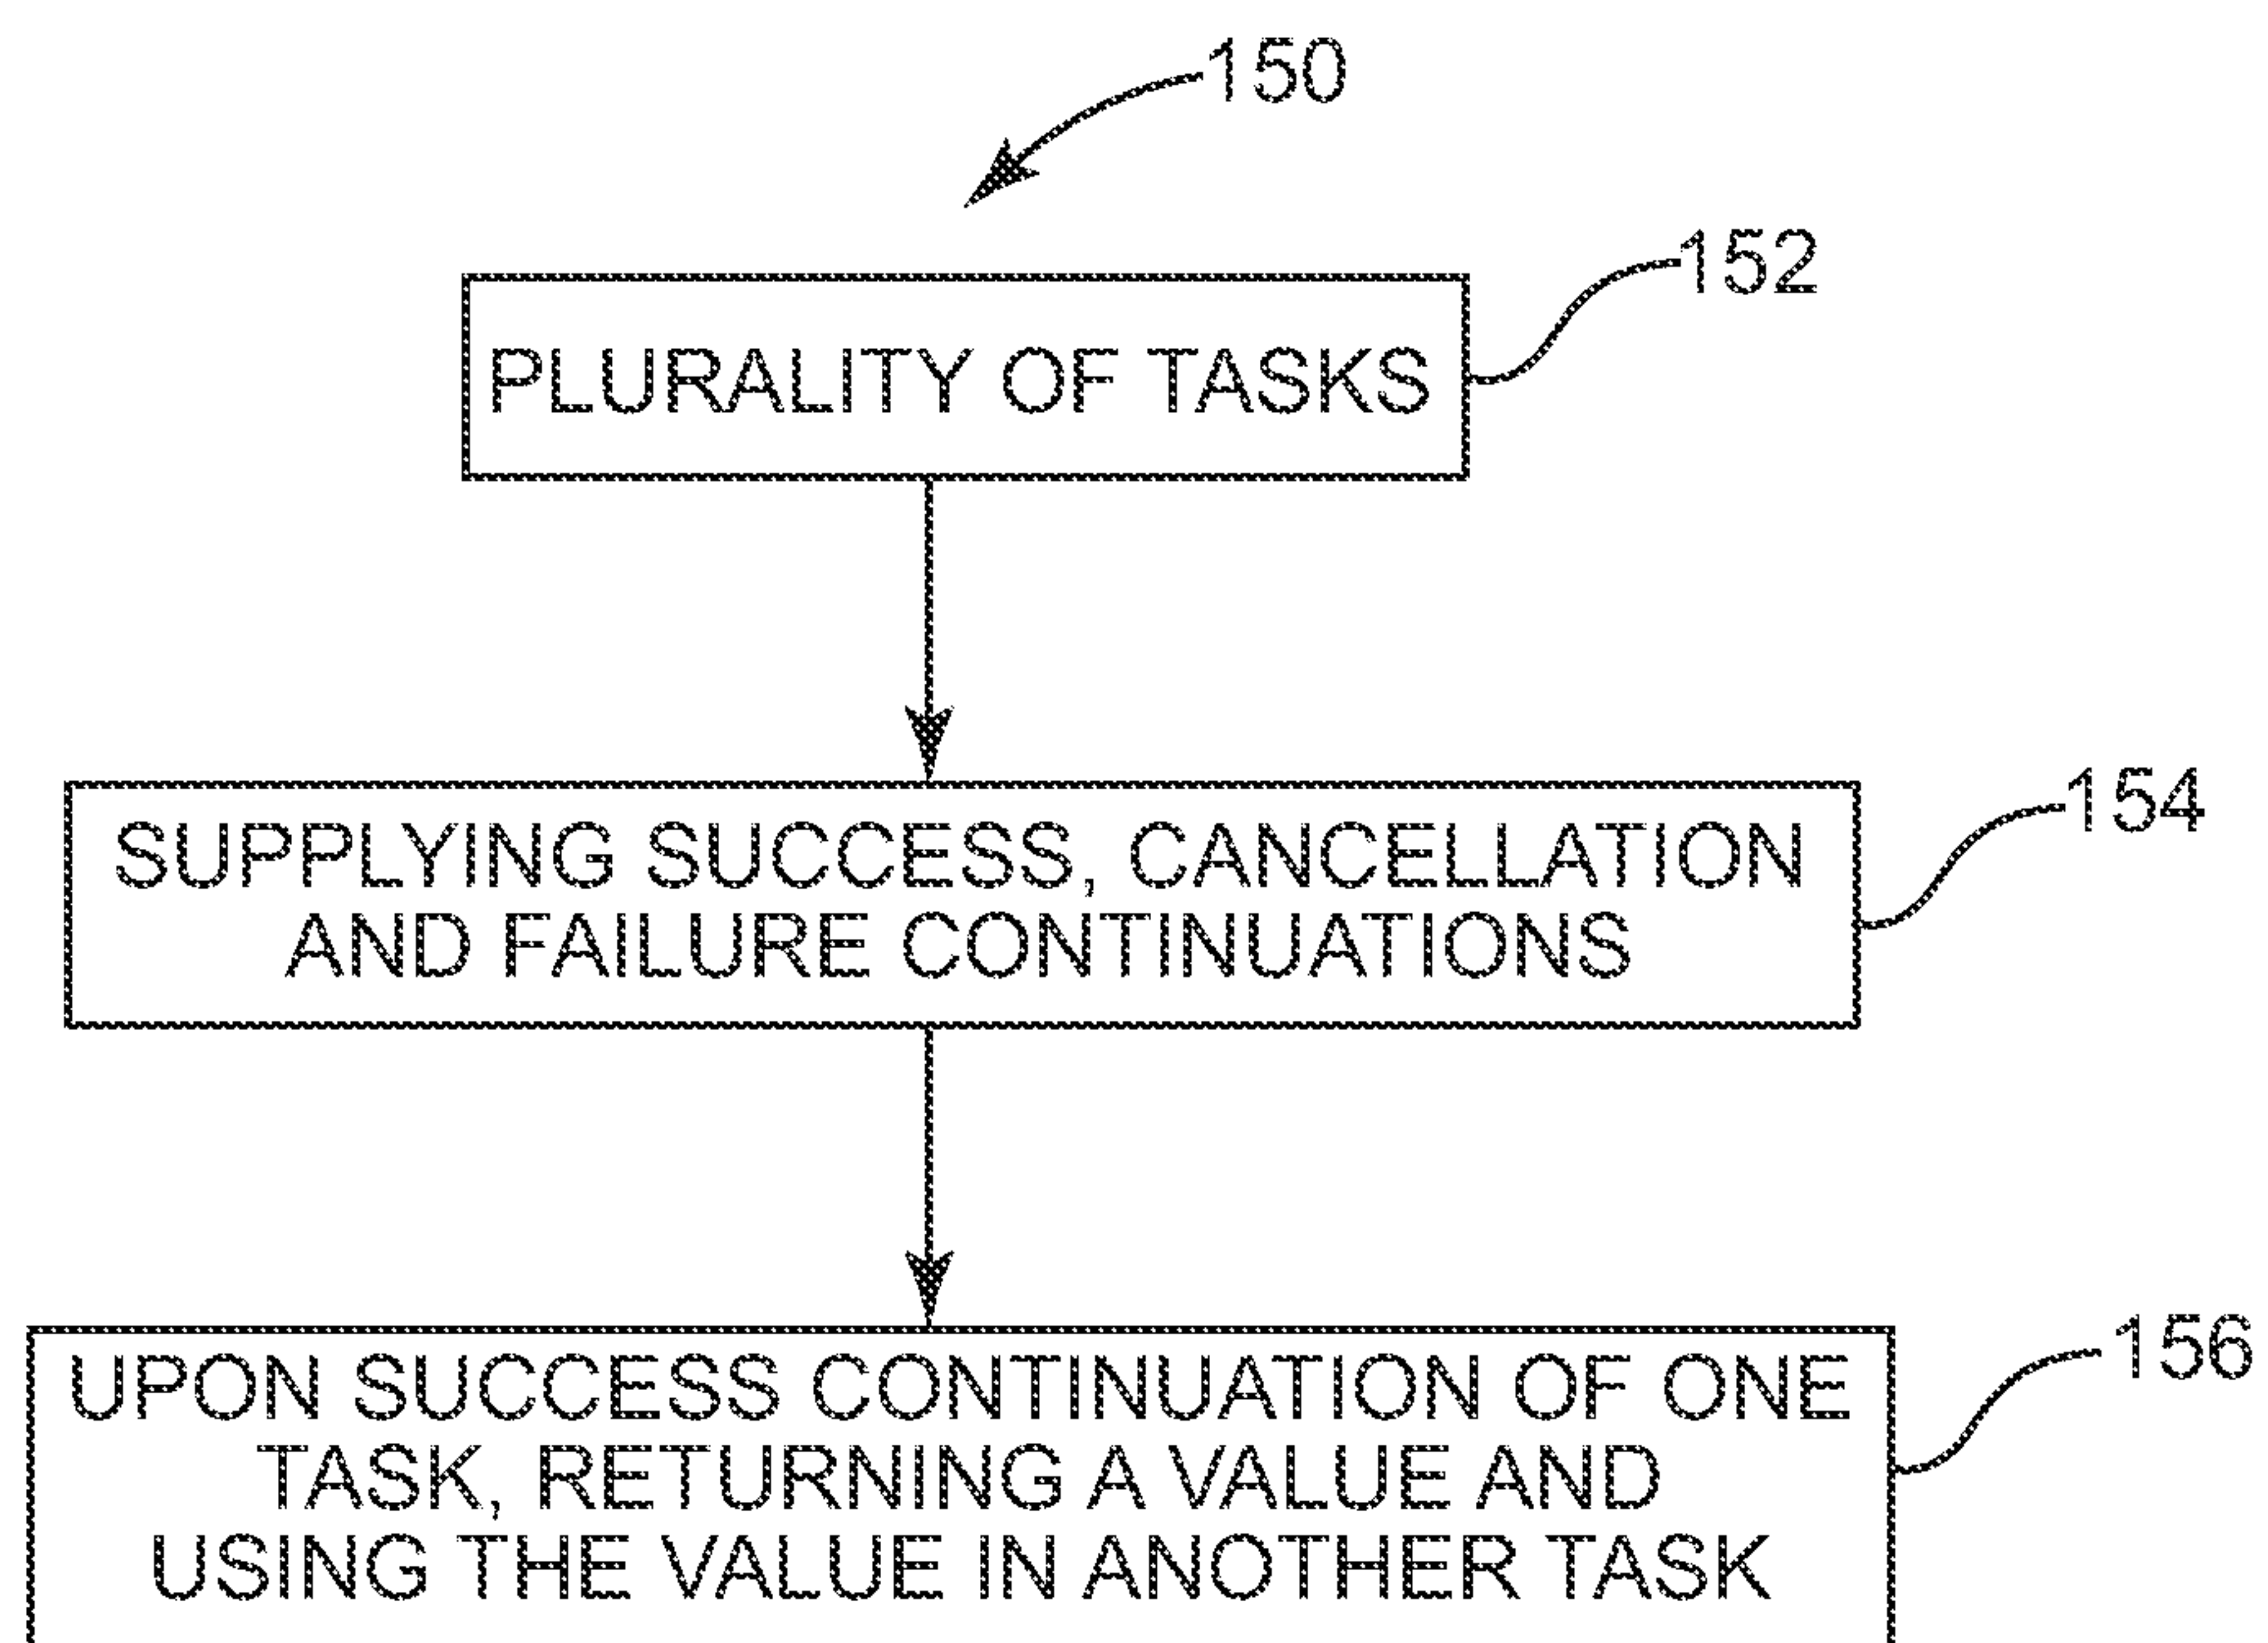 150
152
PLURALITY OF TASKS
154
SUPPLYING SUCCESS, CANCELLATION
AND FAILURE CONTINUATIONS
156
UPON SUCCESS CONTINUATION OF ONE
TASK, RETURNING A VALUE AND
USING THE VALUE IN ANOTHER TASK